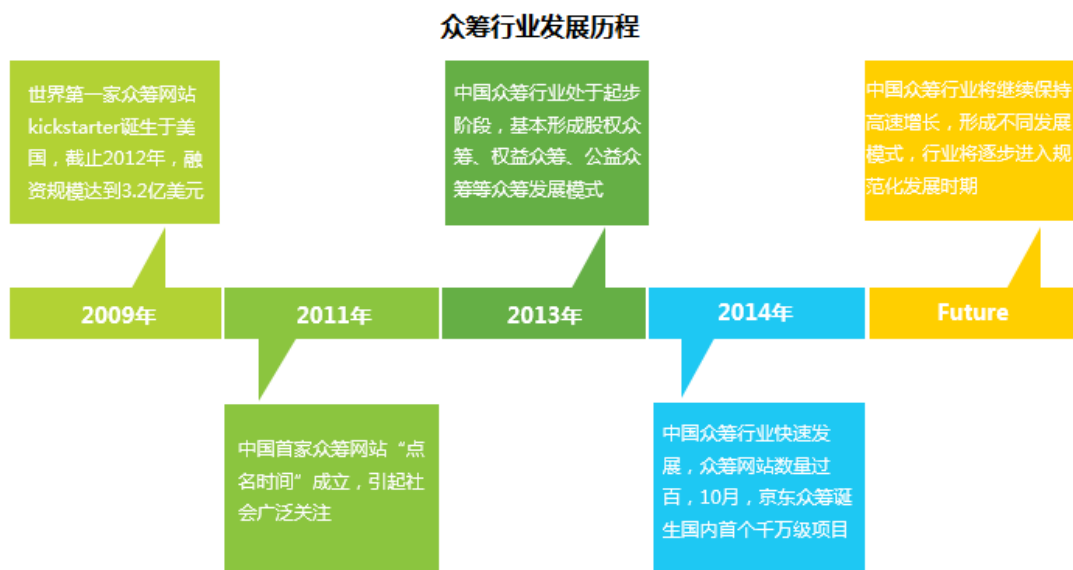 众筹行业发展历程
世界第一家众筹网站
kickstarter诞生于美
国，截止2012年，融
资规模达到3.2亿美元
中国众筹行业处于起步
阶段，基本形成股权众
筹、权益众筹、公益众
筹等众筹发展模式
中国众筹行业将继续保持
高速增长，形成不同发展
模式，行业将逐步进入规
范化发展时期
2009年
2011年
2013年
2014年
Future
中国首家众筹网站“点
名时间”成立，引起社
会广泛关注
中国众筹行业快速发
展，众筹网站数量过
百，10月，京东众筹诞
生国内首个千万级项目